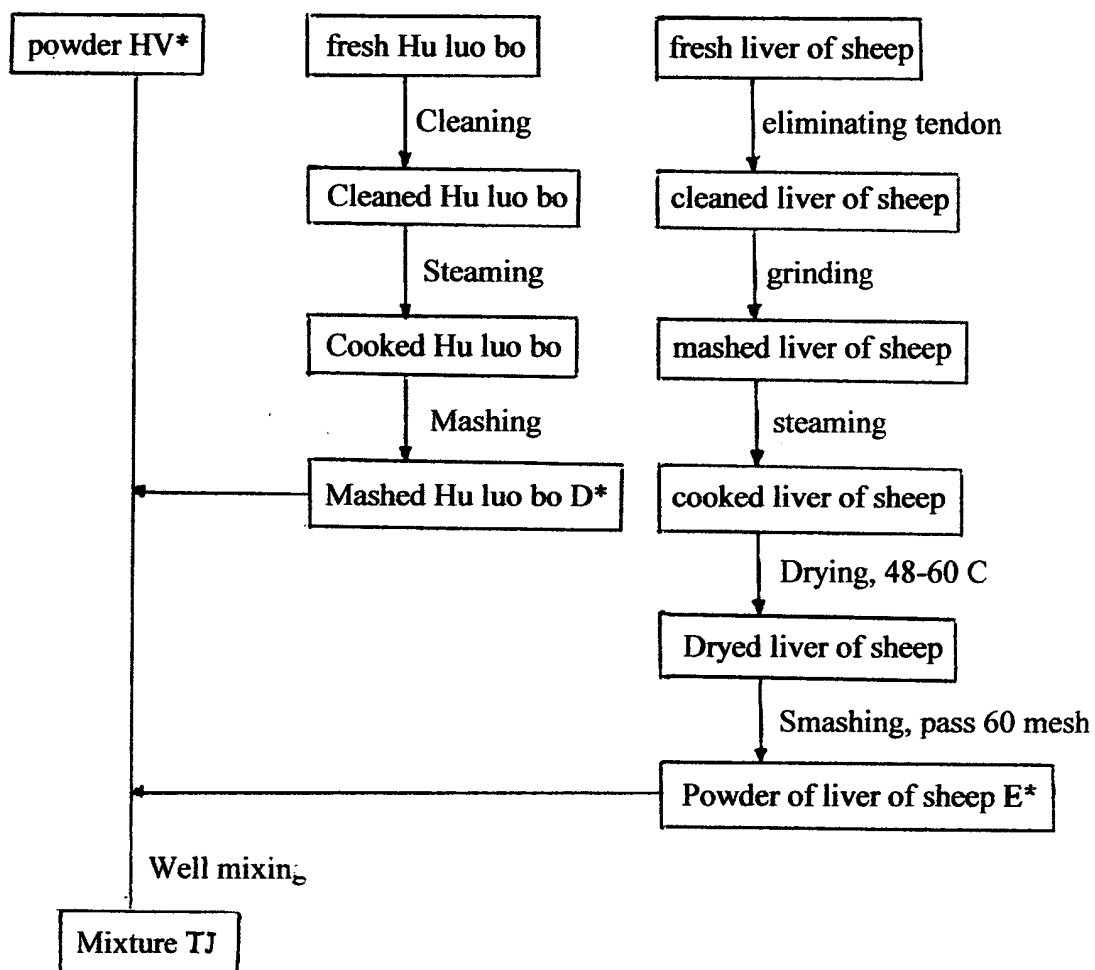 powder HV*
fresh Hu luo bo
fresh liver of sheep
Cleaning
eliminating tendon
Cleaned Hu luo bo
cleaned liver of sheep
Steaming
grinding
Cooked Hu luo bo
mashed liver of sheep
Mashing
steaming
Mashed Hu luo bo D*
cooked liver of sheep
Drying, 48-60 C
Dryed liver of sheep
Smashing, pass 60 mesh
Powder of liver of sheep E*
Well mixing
Mixture TJ